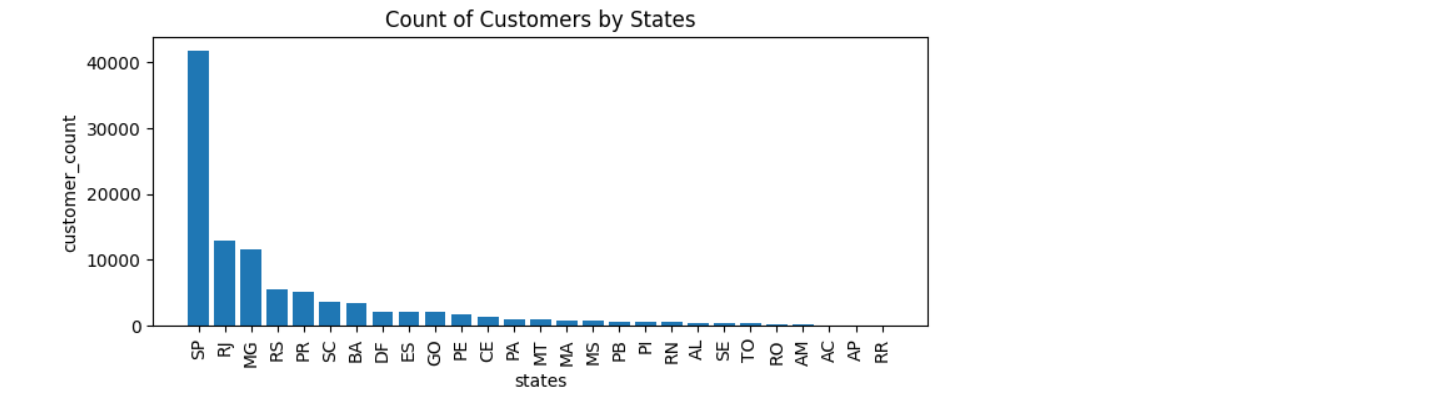 Count of Customers by States
customer_count
40000
30000
20000
10000
0
SP RJ MG RS PR SC BA DF ES GO PE CE PA MT MA MS PB PI RN AL SE TO RO AM AC AP RR
states